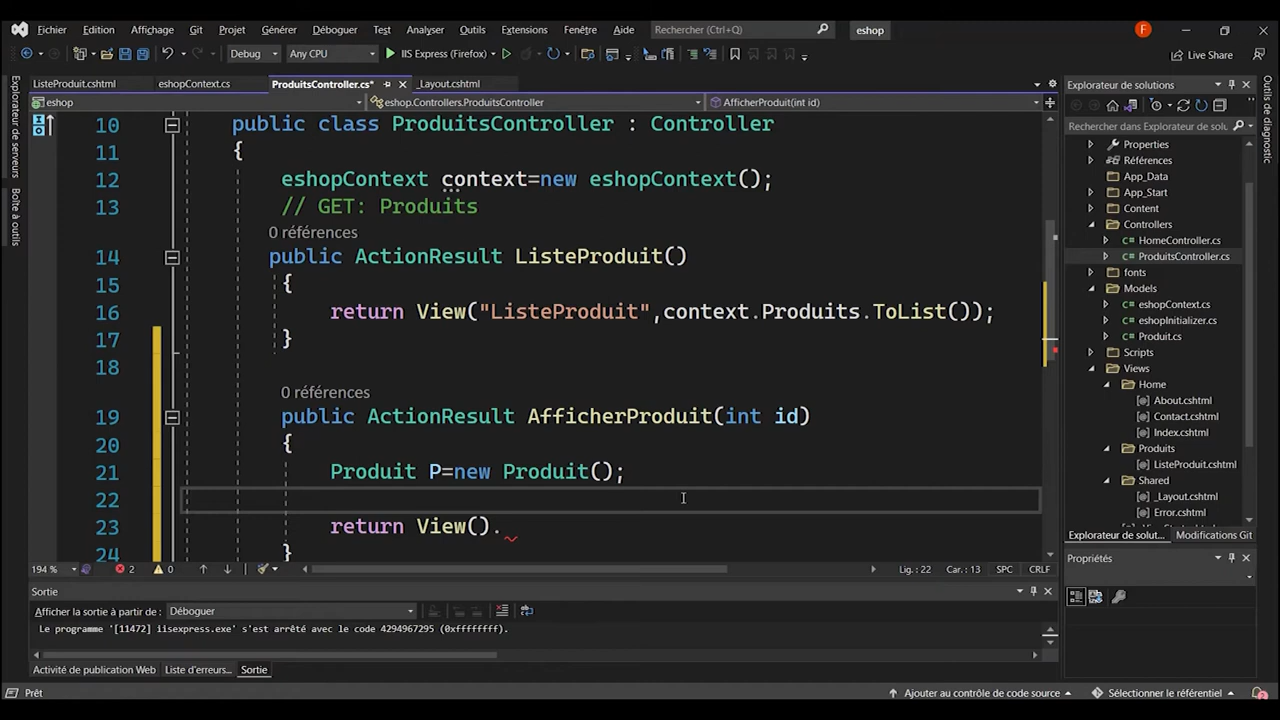 Fichier Edition Affichage Git Projet Générer Déboguer Test Analyser Outils Extensions Fenêtre Aide Rechercher (Ctrl+Q) eshop F
Debug Any CPU IIS Express (Firefox) Live Share
ListeProduit.cshtml eshopContext.cs ProduitsController.cs* _Layout.cshtml Explorateur de solutions
eshop eshop.Controllers.ProduitsController AfficherProduit(int id)
Explorateur de serveurs
Boîte à outils
Outils de diagnostic
10 public class ProduitsController : Controller
11 {
12 eshopContext context=new eshopContext();
13 // GET: Produits
0 références
14 public ActionResult ListeProduit()
15 {
16 return View("ListeProduit",context.Produits.ToList());
17 }
18
0 références
19 public ActionResult AfficherProduit(int id)
20 {
21 Produit P=new Produit();
22
23 return View().
24 }
Rechercher dans Explorateur de solu
Properties
Références
App_Data
App_Start
Content
Controllers
HomeController.cs
ProduitsController.cs
fonts
Models
eshopContext.cs
eshopInitializer.cs
Produit.cs
Scripts
Views
Home
About.cshtml
Contact.cshtml
Index.cshtml
Produits
ListeProduit.cshtml
Shared
_Layout.cshtml
Error.cshtml
Explorateur de solut... Modifications Git
Propriétés
194 % 2 0 Lig. : 22 Car. : 13 SPC CRLF
Sortie
Afficher la sortie à partir de : Déboguer
Le programme '[11472] iisexpress.exe' s'est arrêté avec le code 4294967295 (0xffffffff).
Activité de publication Web Liste d'erreurs... Sortie
Prêt Ajouter au contrôle de code source Sélectionner le référentiel 2